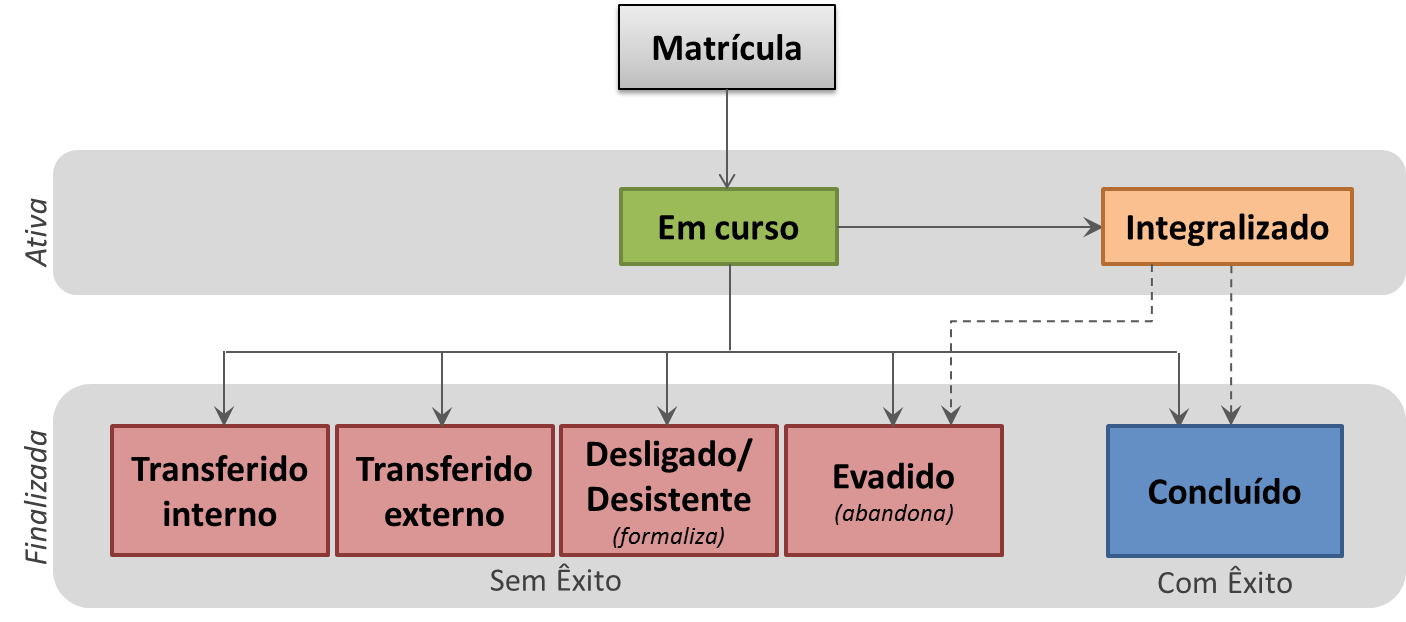 Matrícula
Ativa
Em curso
Integralizado
Finalizada
Transferido
interno
Transferido
externo
Desligado/
Desistente
(formaliza)
Evadido
(abandona)
Concluído
Sem Êxito
Com Êxito